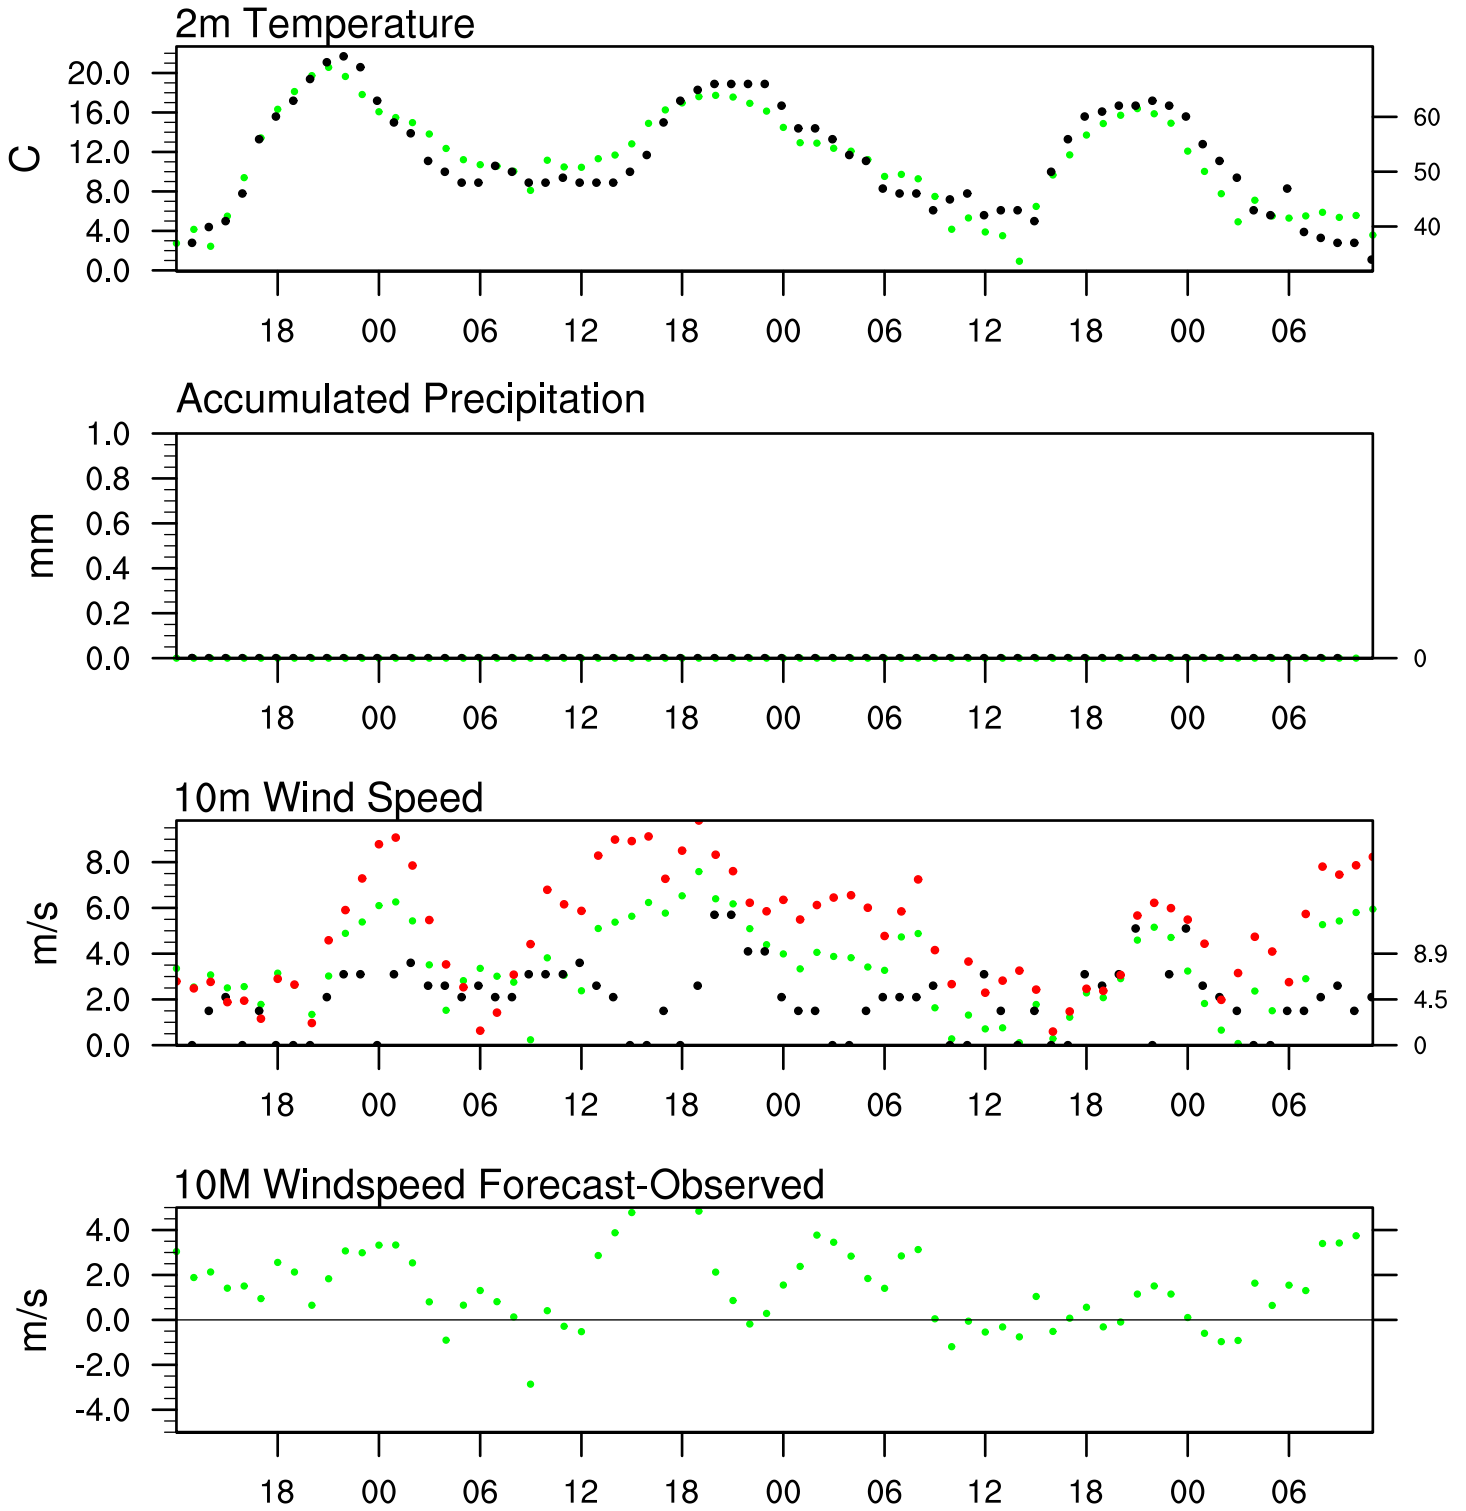 2m Temperature
20.0
16.0
12.0
8.0
4.0
0.0
C
60
50
40
18 00 06 12 18 00 06 12 18 00 06
Accumulated Precipitation
1.0
0.8
0.6
0.4
0.2
0.0
mm
0
18 00 06 12 18 00 06 12 18 00 06
10m Wind Speed
8.0
6.0
4.0
2.0
0.0
m/s
8.9
4.5
0
18 00 06 12 18 00 06 12 18 00 06
10M Windspeed Forecast-Observed
4.0
2.0
0.0
-2.0
-4.0
m/s
18 00 06 12 18 00 06 12 18 00 06